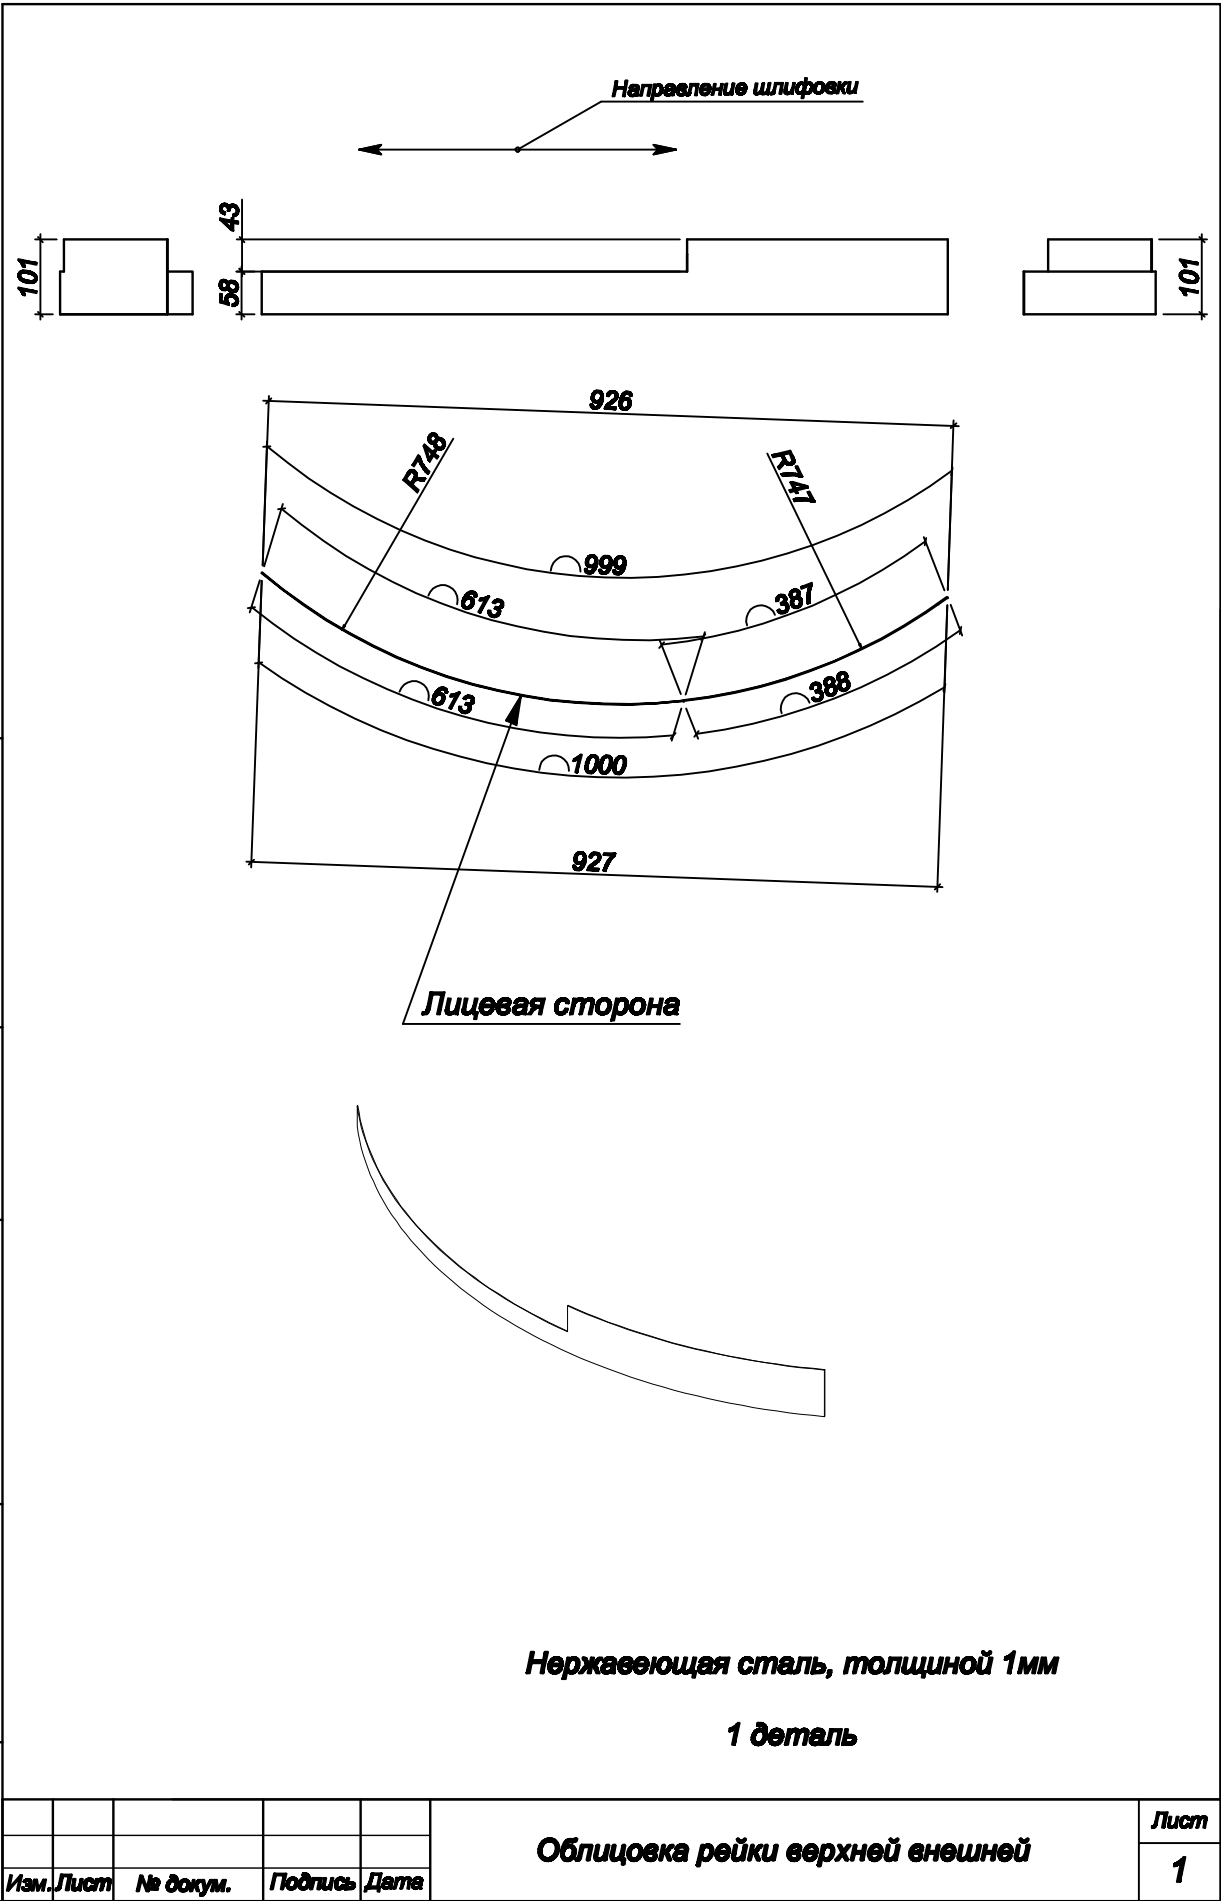 Направление шлифовки
43
101
58
101
926
R748
R747
999
613
387
613
388
1000
927
Лицевая сторона
Нержавеющая сталь, толщиной 1мм
1 деталь
Облицовка рейки верхней внешней
Лист
1
Изм. Лист № докум. Подпись Дата